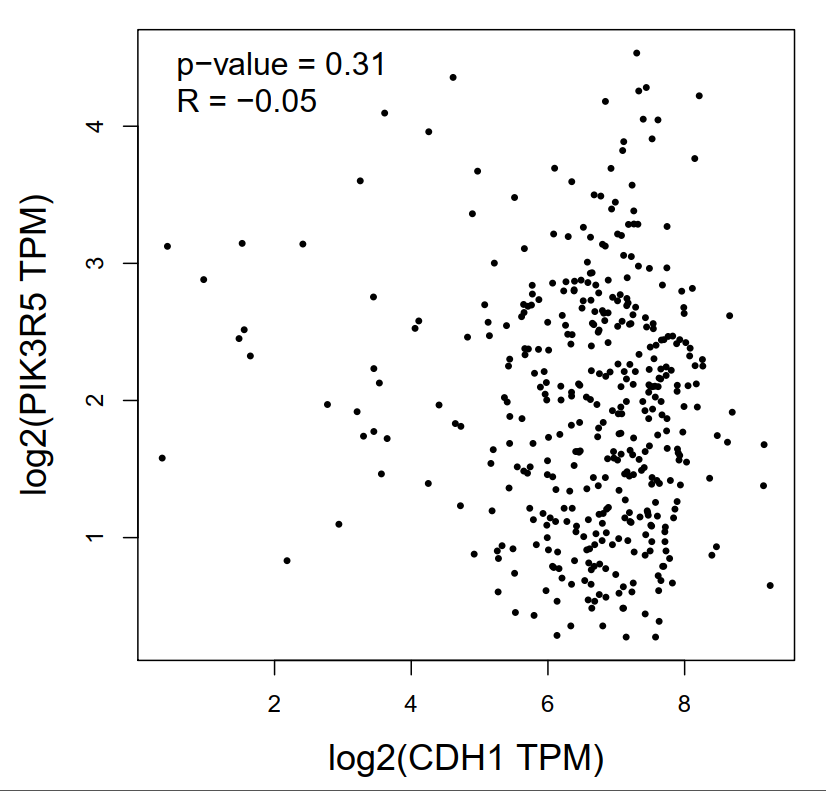 p−value = 0.31
R = −0.05
log2(PIK3R5 TPM)
4
3
2
1
2 4 6 8
log2(CDH1 TPM)